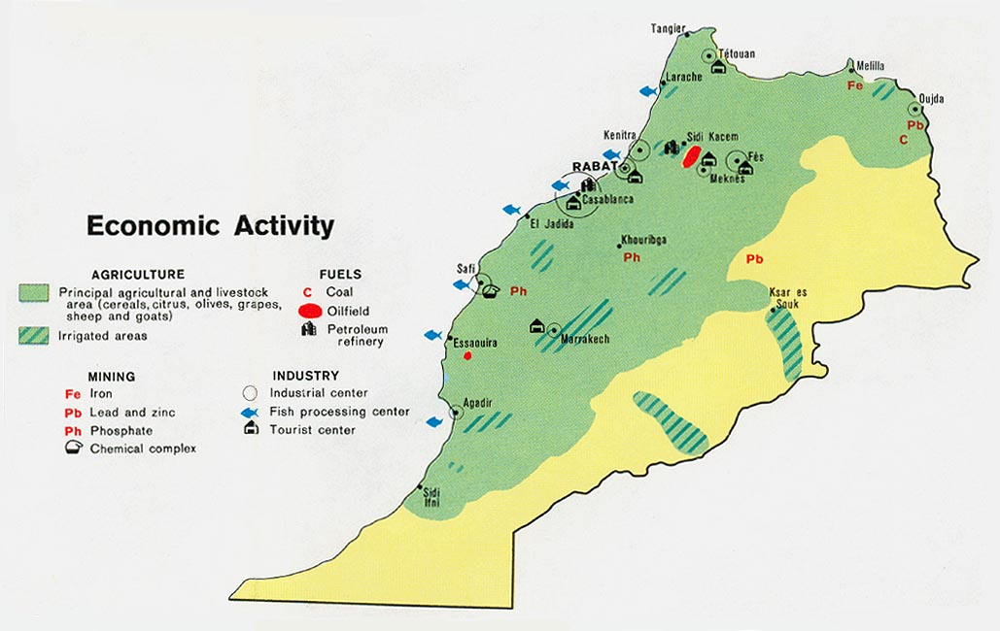 Economic Activity
AGRICULTURE
Principal agricultural and livestock
area (cereals, citrus, olives, grapes,
sheep and goats)
Irrigated areas
FUELS
C Coal
Oilfield
Petroleum
refinery
MINING
Fe Iron
Pb Lead and zinc
Ph Phosphate
Chemical complex
INDUSTRY
Industrial center
Fish processing center
Tourist center
Tangier
Tétouan
Larache
Melilla
Fe
Oujda
Pb
C
Kenitra
Sidi Kacem
RABAT
Fès
Meknès
Casablanca
El Jadida
Khouribga
Ph
Pb
Safi
Ph
Ksar es
Souk
Marrakech
Essaouira
Agadir
Sidi
Ifni